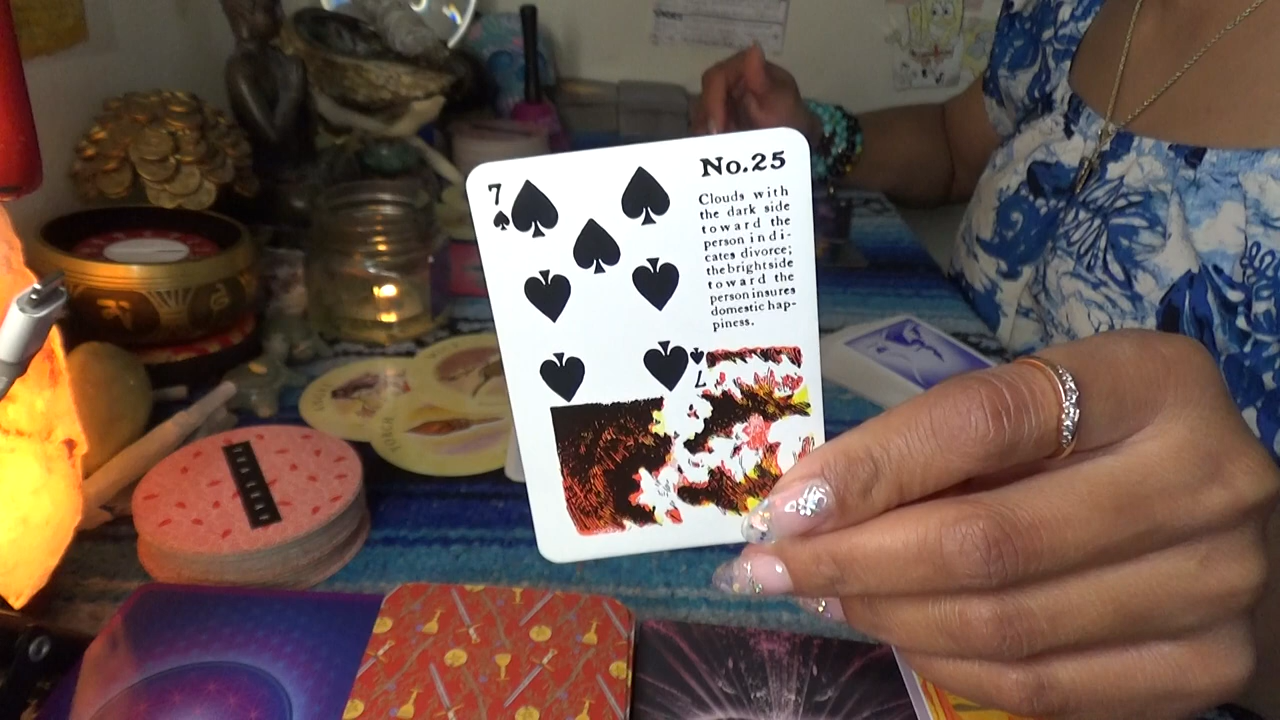 7
No.25
Clouds with
the dark side
toward the
person indi-
cates divorce;
the bright side
toward the
person insures
domestic hap-
piness.
7